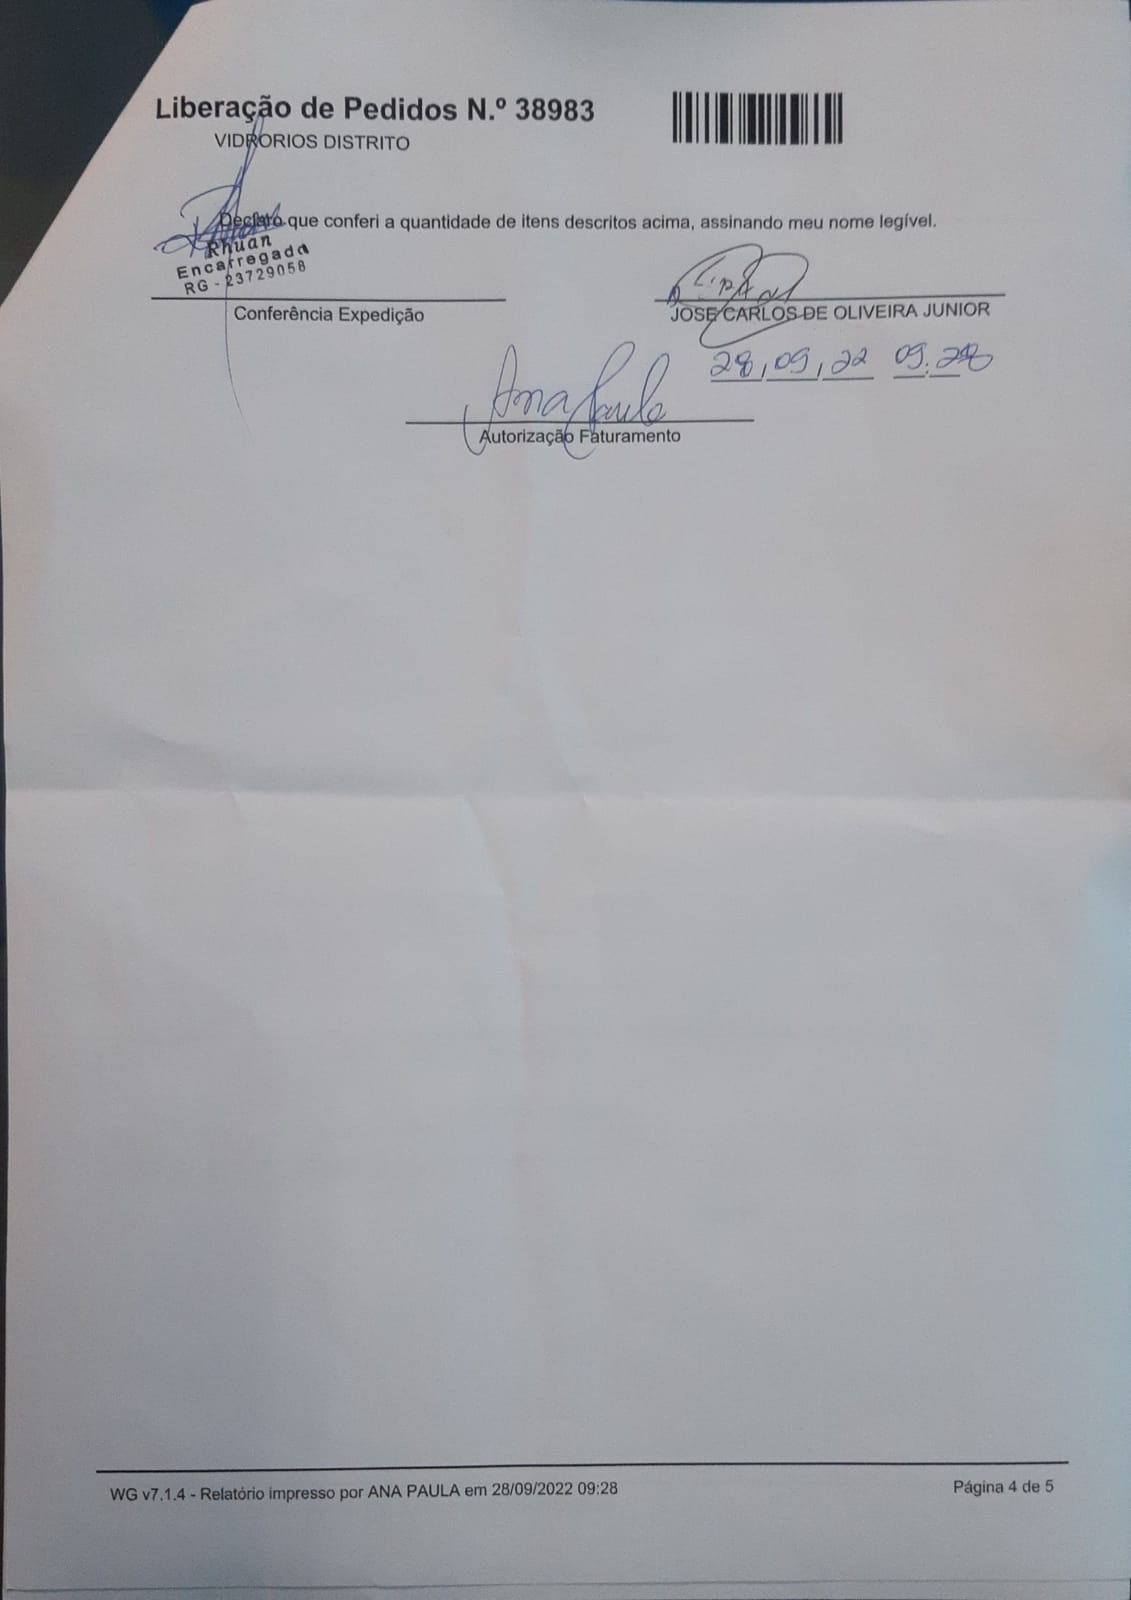 Liberação de Pedidos N.º 38983
VIDRORIOS DISTRITO
Declaro que conferi a quantidade de itens descritos acima, assinando meu nome legível.
Rhuan
Encarregado
RG - 23729058
Conferência Expedição
JOSE CARLOS DE OLIVEIRA JUNIOR
28,09,22 09:28
Ana Paula
Autorização Faturamento
WG v7.1.4 - Relatório impresso por ANA PAULA em 28/09/2022 09:28
Página 4 de 5